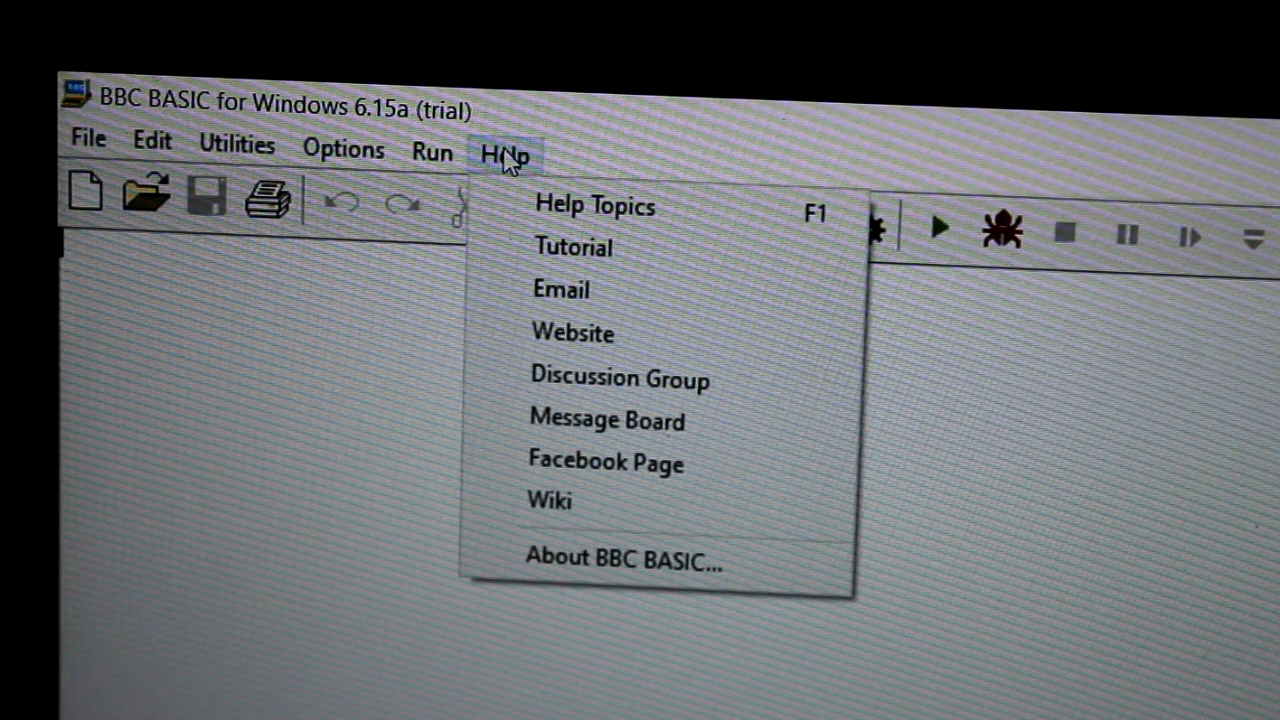 BBC BASIC for Windows 6.15a (trial)
File Edit Utilities Options Run Help
Help Topics F1
Tutorial
Email
Website
Discussion Group
Message Board
Facebook Page
Wiki
About BBC BASIC...